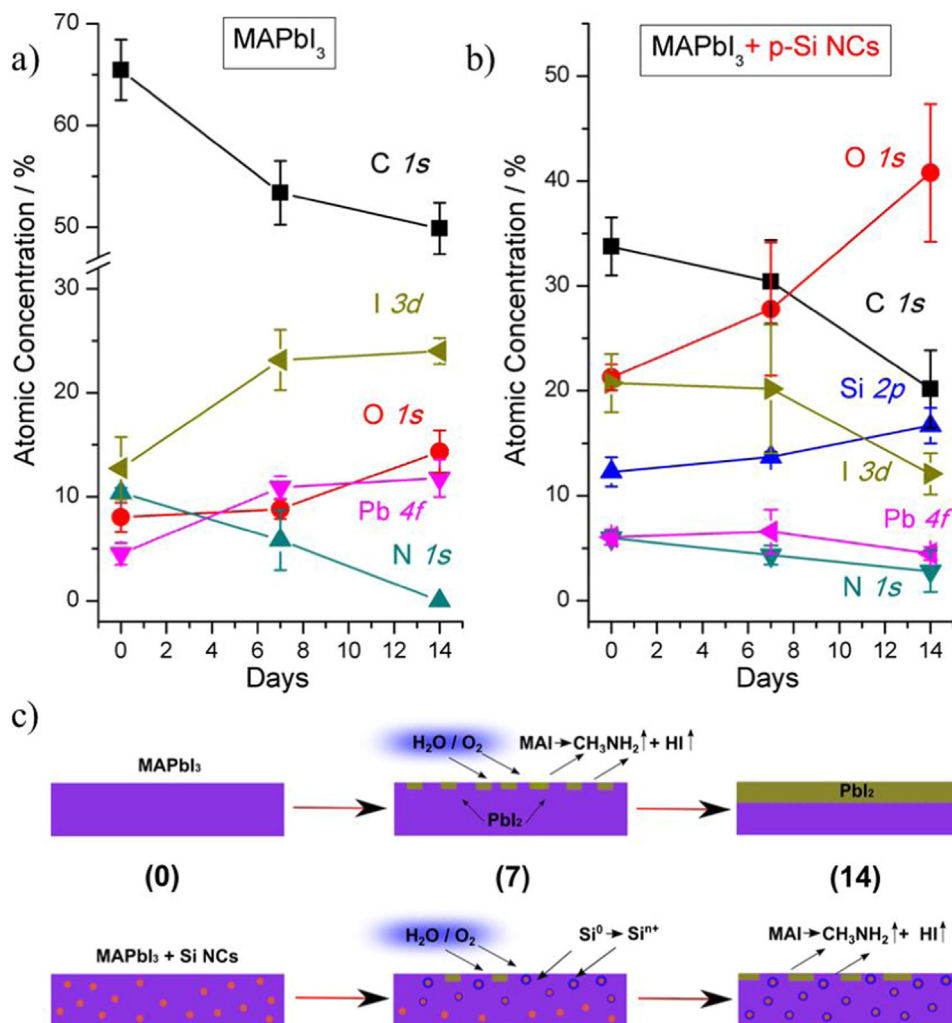 a)
MAPbI₃
Atomic Concentration / %
70
60
50
30
20
10
0
C 1s
I 3d
O 1s
Pb 4f
N 1s
0 2 4 6 8 10 12 14
Days
b)
MAPbI₃ + p-Si NCs
Atomic Concentration / %
50
40
30
20
10
0
O 1s
C 1s
Si 2p
I 3d
Pb 4f
N 1s
0 2 4 6 8 10 12 14
Days
c)
MAPbI₃
H₂O / O₂
MAI→CH₃NH₂↑ + HI↑
PbI₂
PbI₂
(0)
(7)
(14)
MAPbI₃ + Si NCs
H₂O / O₂
Si⁰→Siⁿ⁺
MAI→CH₃NH₂↑ + HI↑